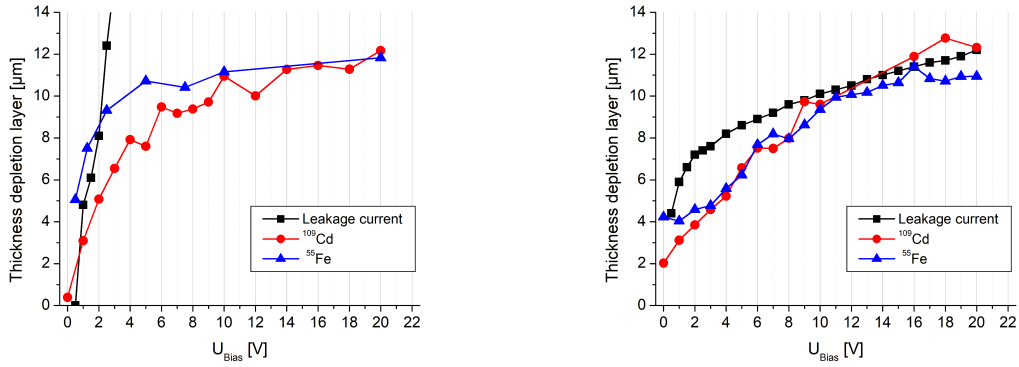 Thickness depletion layer [µm]
14
12
10
8
6
4
2
0
Leakage current
¹⁰⁹Cd
⁵⁵Fe
0 2 4 6 8 10 12 14 16 18 20 22
U_Bias [V]
Thickness depletion layer [µm]
14
12
10
8
6
4
2
0
Leakage current
¹⁰⁹Cd
⁵⁵Fe
0 2 4 6 8 10 12 14 16 18 20 22
U_Bias [V]